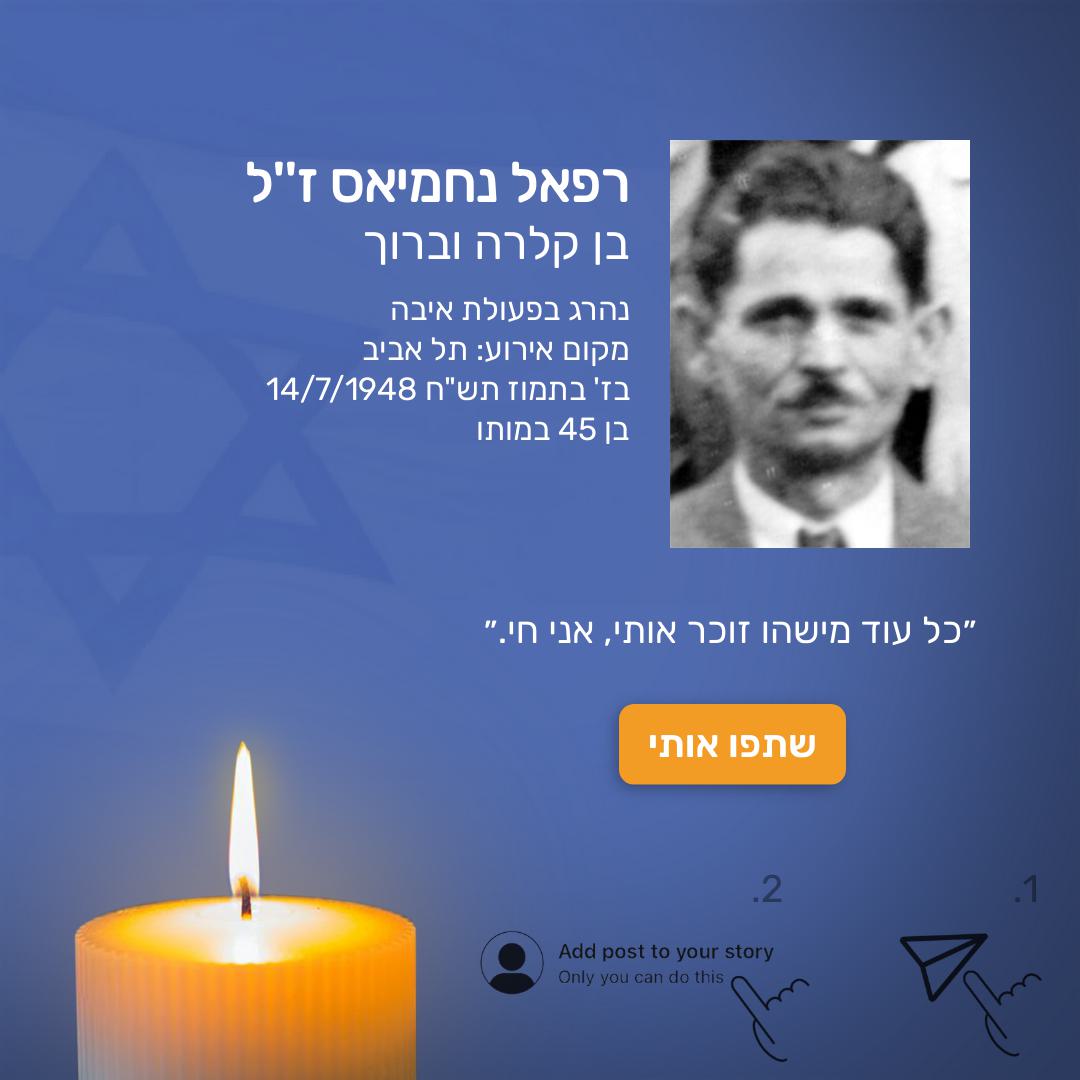 רפאל נחמיאס ז"ל
בן קלרה וברוך
נהרג בפעולת איבה
מקום אירוע: תל אביב
בז' בתמוז תש"ח 14/7/1948
בן 45 במותו
״כל עוד מישהו זוכר אותי, אני חי.״
שתפו אותי
.1
.2
Add post to your story
Only you can do this